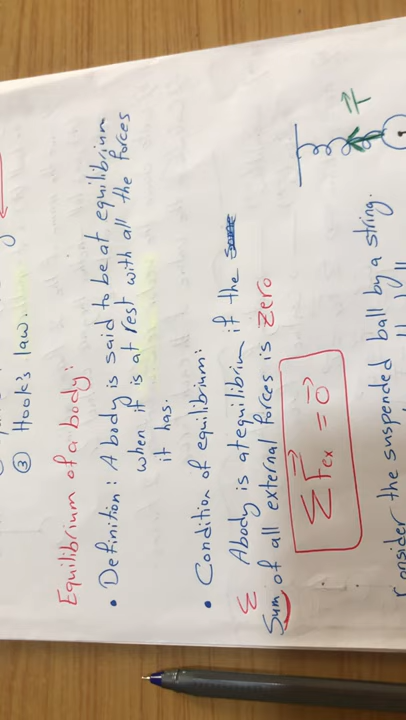 ③ Hook's law.
Equilibrium of a body:
• Definition: A body is said to be at equilibrium
when it is at rest with all the forces
it has.
• Condition of equilibrium:
Σ A body is at equilibrium if the
Sum of all external forces is Zero
ΣF⃗ex = 0⃗
T⃗
Consider the suspended ball by a string.